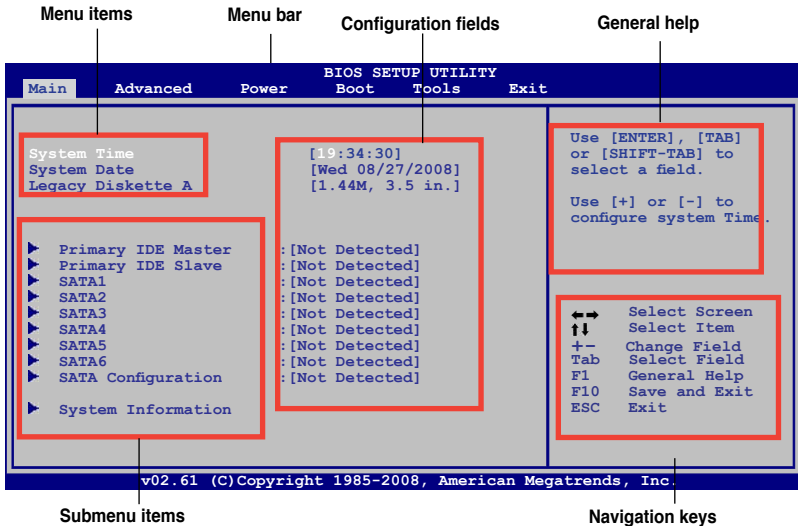 Menu items Menu bar Configuration fields General help
BIOS SETUP UTILITY
Main Advanced Power Boot Tools Exit
System Time [19:34:30]
System Date [Wed 08/27/2008]
Legacy Diskette A [1.44M, 3.5 in.]
Primary IDE Master :[Not Detected]
Primary IDE Slave :[Not Detected]
SATA1 :[Not Detected]
SATA2 :[Not Detected]
SATA3 :[Not Detected]
SATA4 :[Not Detected]
SATA5 :[Not Detected]
SATA6 :[Not Detected]
SATA Configuration :[Not Detected]
System Information
Use [ENTER], [TAB]
or [SHIFT-TAB] to
select a field.
Use [+] or [-] to
configure system Time.
←→ Select Screen
↑↓ Select Item
+- Change Field
Tab Select Field
F1 General Help
F10 Save and Exit
ESC Exit
v02.61 (C)Copyright 1985-2008, American Megatrends, Inc.
Submenu items Navigation keys